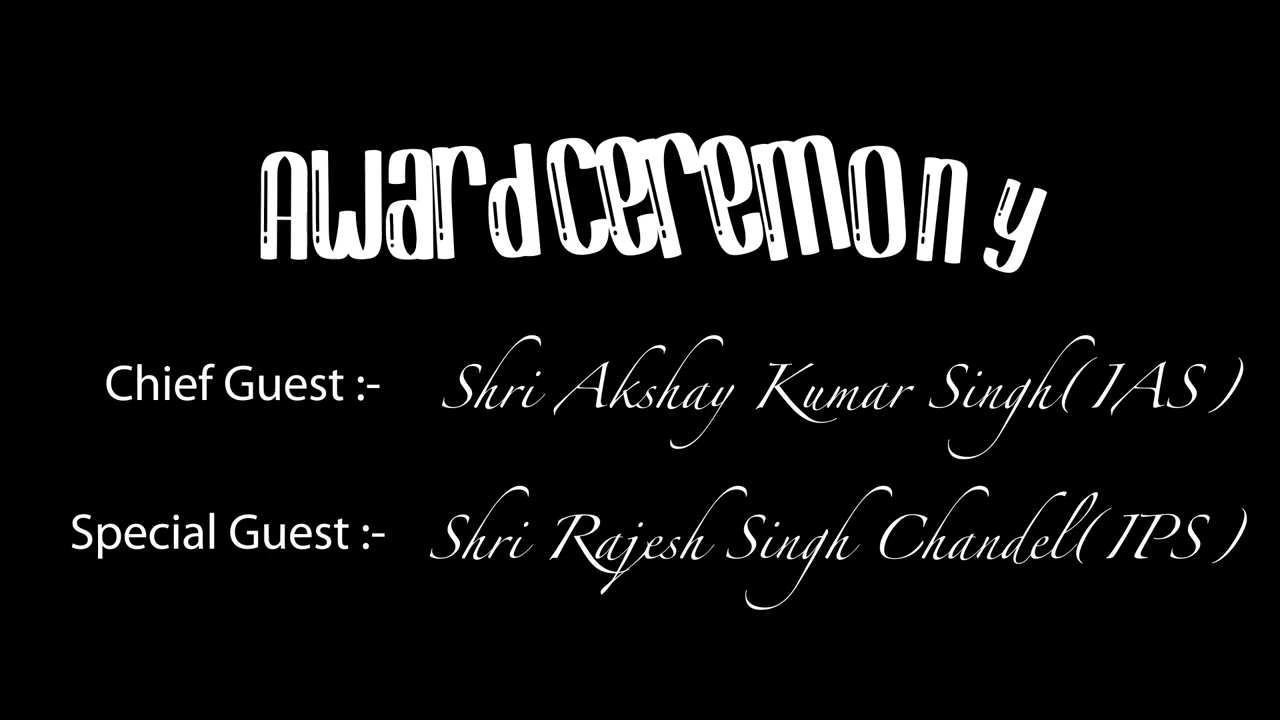 Award ceremony
Chief Guest :- Shri Akshay Kumar Singh( IAS )
Special Guest :- Shri Rajesh Singh Chandel( IPS )